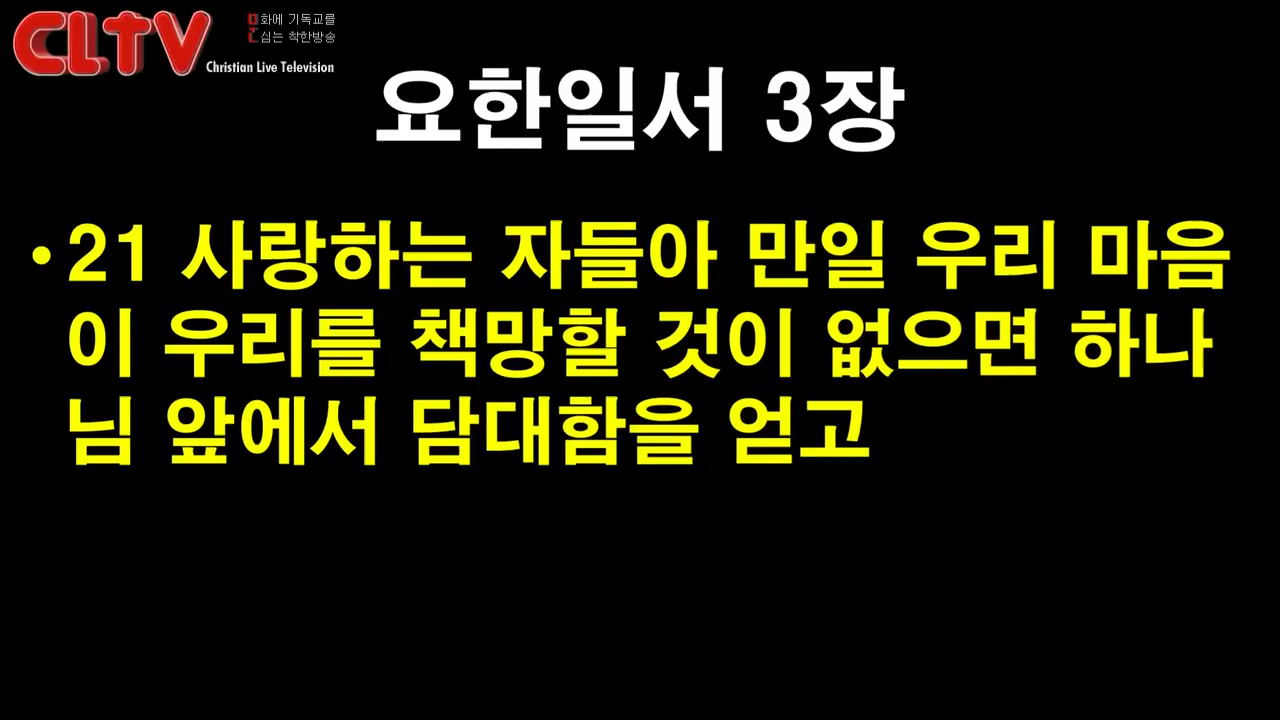 CLTV
문화에 기독교를
심는 착한방송
Christian Live Television
요한일서 3장
• 21 사랑하는 자들아 만일 우리 마음
이 우리를 책망할 것이 없으면 하나
님 앞에서 담대함을 얻고